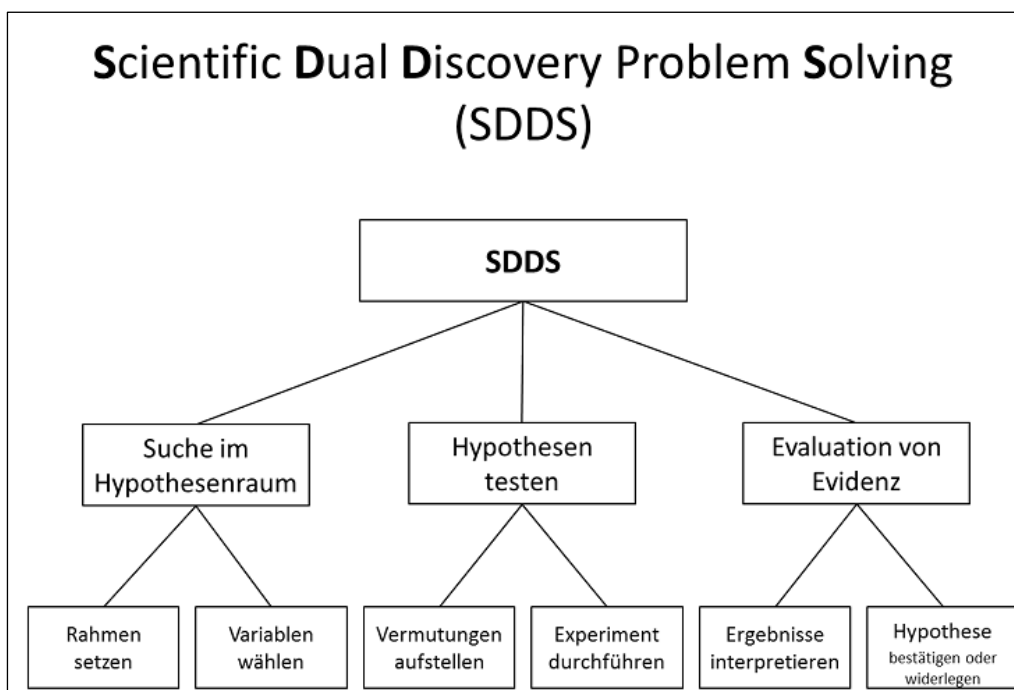 Scientific Dual Discovery Problem Solving
(SDDS)
SDDS
Suche im
Hypothesenraum
Hypothesen
testen
Evaluation von
Evidenz
Rahmen
setzen
Variablen
wählen
Vermutungen
aufstellen
Experiment
durchführen
Ergebnisse
interpretieren
Hypothese
bestätigen oder
widerlegen